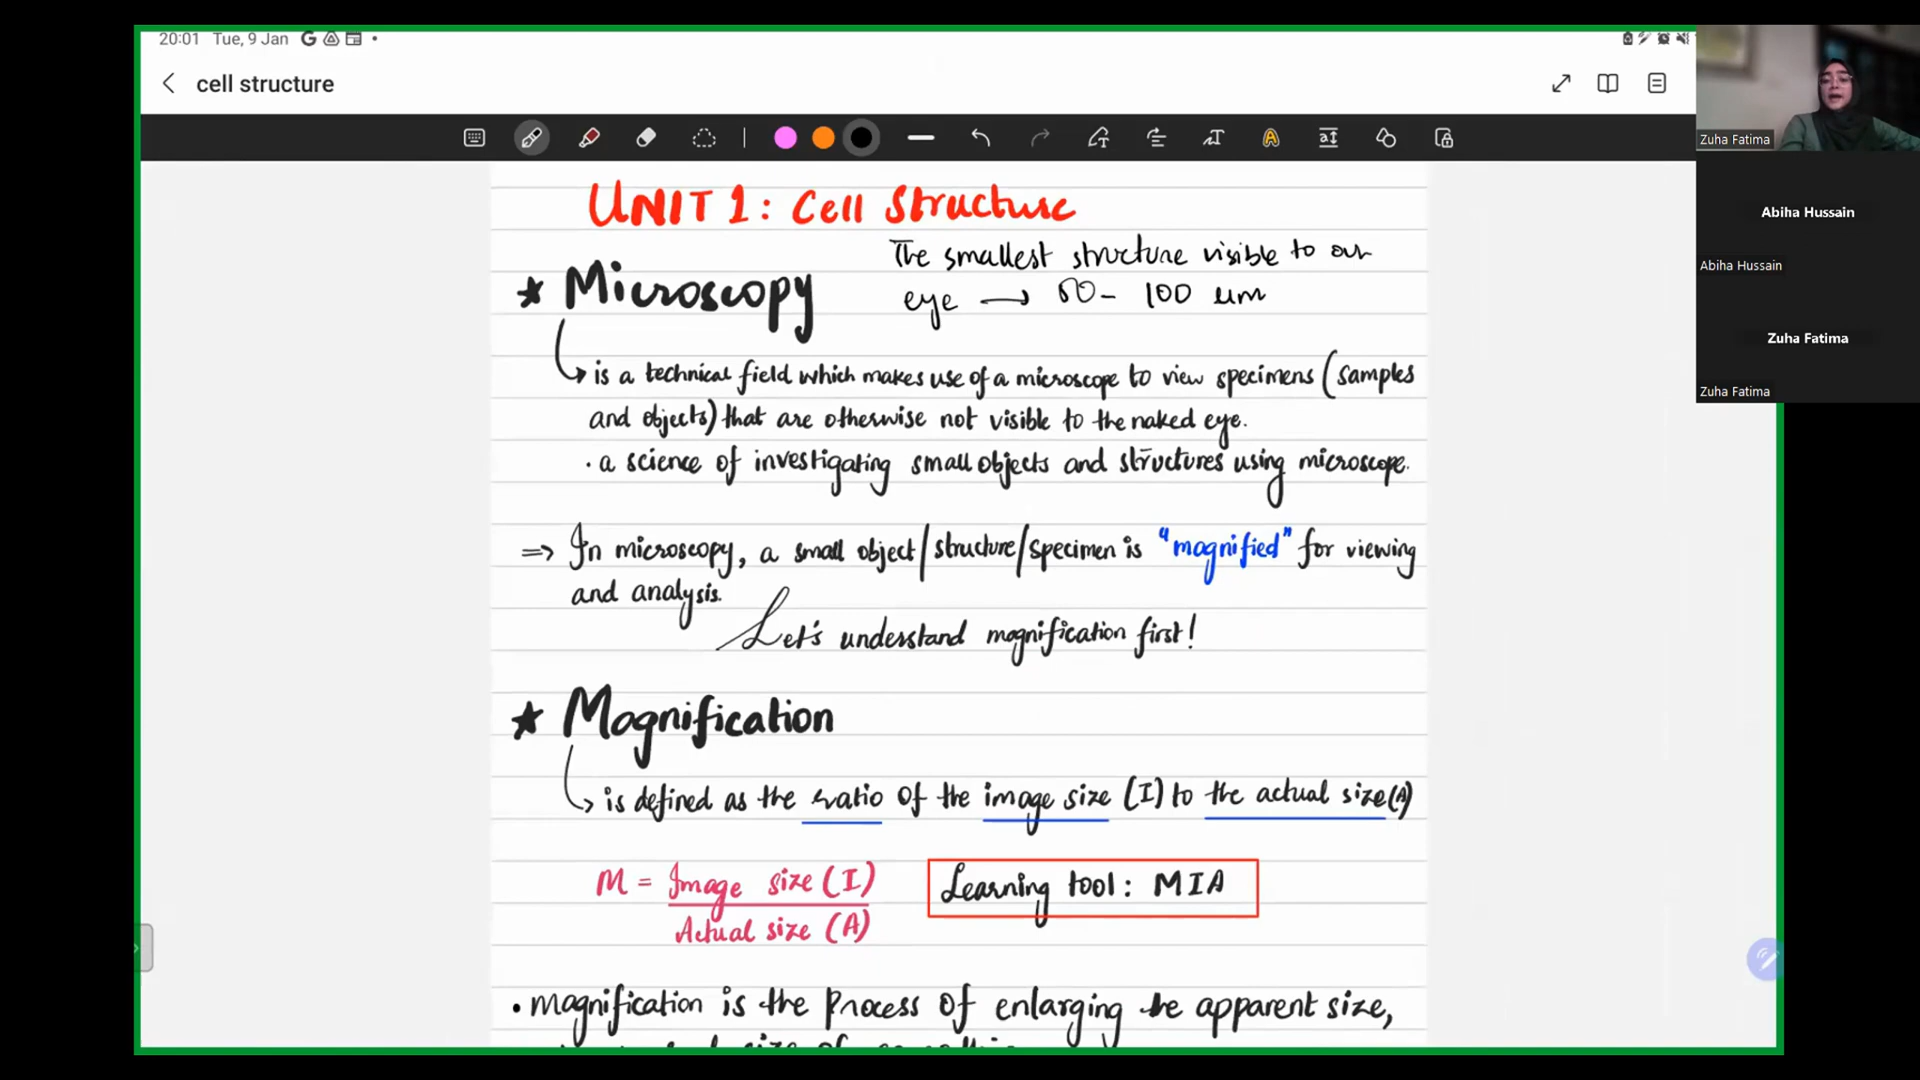 20:01 Tue, 9 Jan
cell structure
UNIT 1: Cell Structure
The smallest structure visible to our
★ Microscopy
eye → 50 - 100 um
↳ is a technical field which makes use of a microscope to view specimens (samples
and objects) that are otherwise not visible to the naked eye.
· a science of investigating small objects and structures using microscope.
⇒ In microscopy, a small object/structure/specimen is "magnified" for viewing
and analysis.
Let's understand magnification first!
★ Magnification
↳ is defined as the ratio of the image size (I) to the actual size (A)
M = Image size (I)
Actual size (A)
Learning tool: MIA
• magnification is the process of enlarging the apparent size,
size of
Zuha Fatima
Abiha Hussain
Abiha Hussain
Zuha Fatima
Zuha Fatima